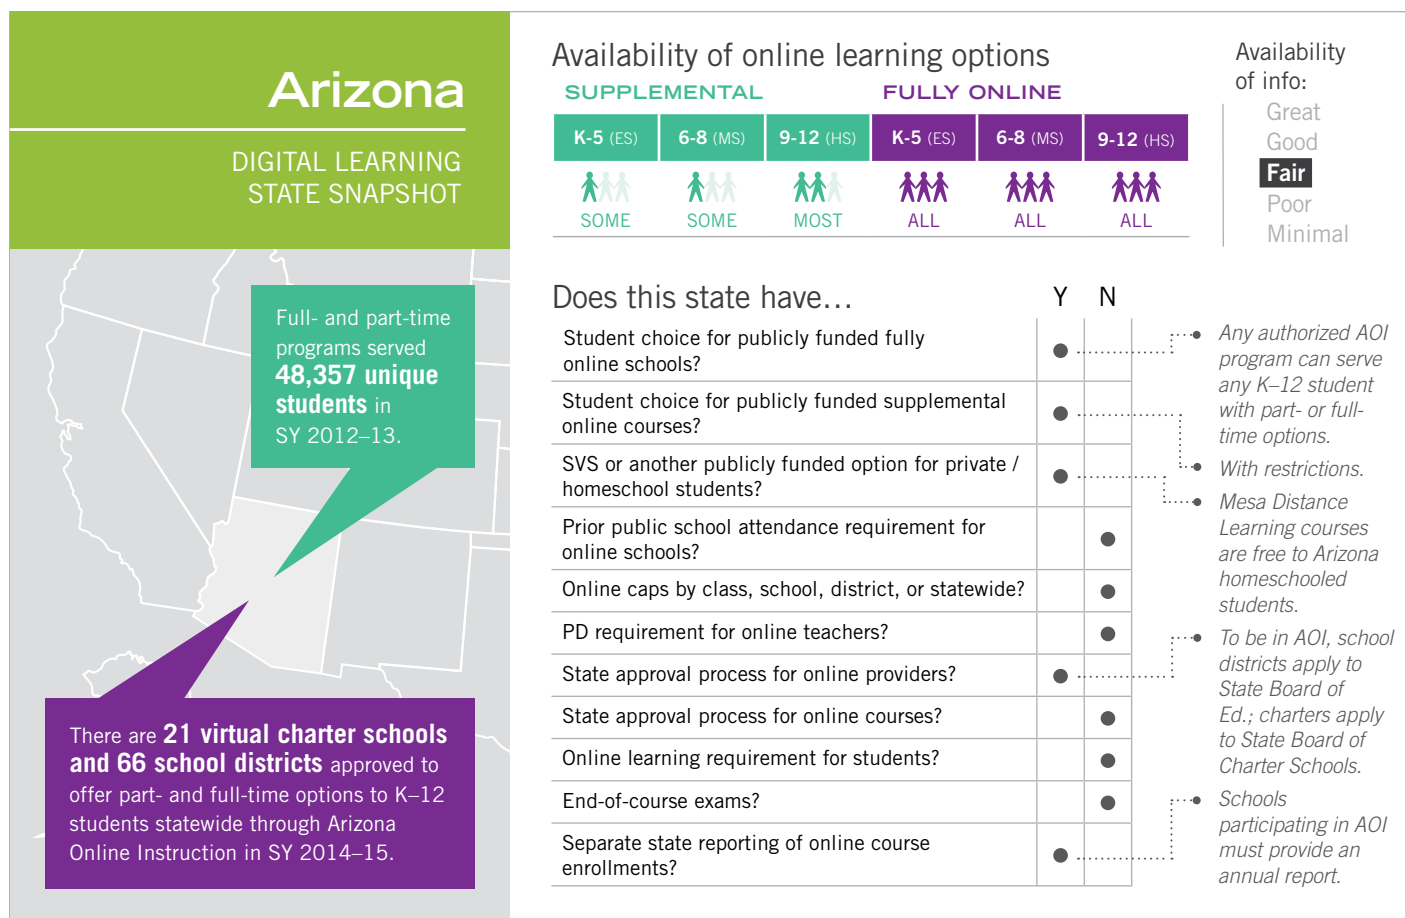 Arizona
DIGITAL LEARNING
STATE SNAPSHOT
Full- and part-time
programs served
48,357 unique
students in
SY 2012–13.
There are 21 virtual charter schools
and 66 school districts approved to
offer part- and full-time options to K–12
students statewide through Arizona
Online Instruction in SY 2014–15.
Availability of online learning options
SUPPLEMENTAL FULLY ONLINE
K-5 (ES) 6-8 (MS) 9-12 (HS) K-5 (ES) 6-8 (MS) 9-12 (HS)
SOME SOME MOST ALL ALL ALL
Availability
of info:
Great
Good
Fair
Poor
Minimal
Does this state have… Y N
Student choice for publicly funded fully
online schools?
Student choice for publicly funded supplemental
online courses?
SVS or another publicly funded option for private /
homeschool students?
Prior public school attendance requirement for
online schools?
Online caps by class, school, district, or statewide?
PD requirement for online teachers?
State approval process for online providers?
State approval process for online courses?
Online learning requirement for students?
End-of-course exams?
Separate state reporting of online course
enrollments?
Any authorized AOI
program can serve
any K–12 student
with part- or full-
time options.
With restrictions.
Mesa Distance
Learning courses
are free to Arizona
homeschooled
students.
To be in AOI, school
districts apply to
State Board of
Ed.; charters apply
to State Board of
Charter Schools.
Schools
participating in AOI
must provide an
annual report.